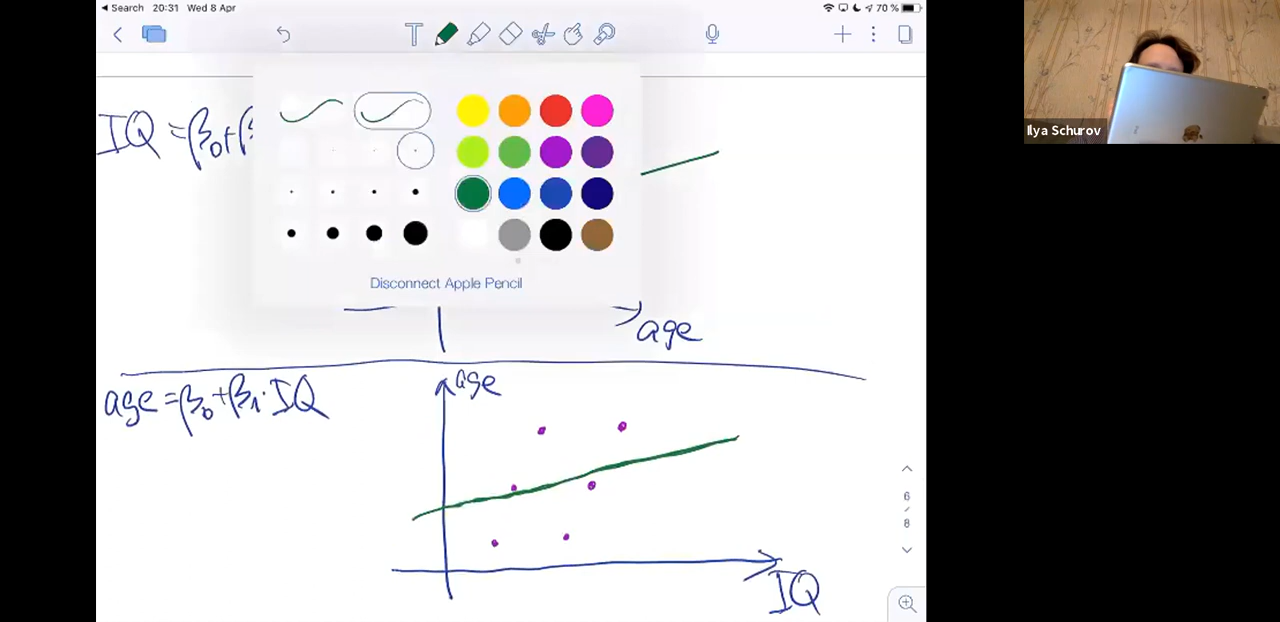 Search 20:31 Wed 8 Apr
70 %
T
IQ = β₀ + β
Ilya Schurov
Disconnect Apple Pencil
age
age = β₀ + β₁ · IQ
age
6
/
8
IQ